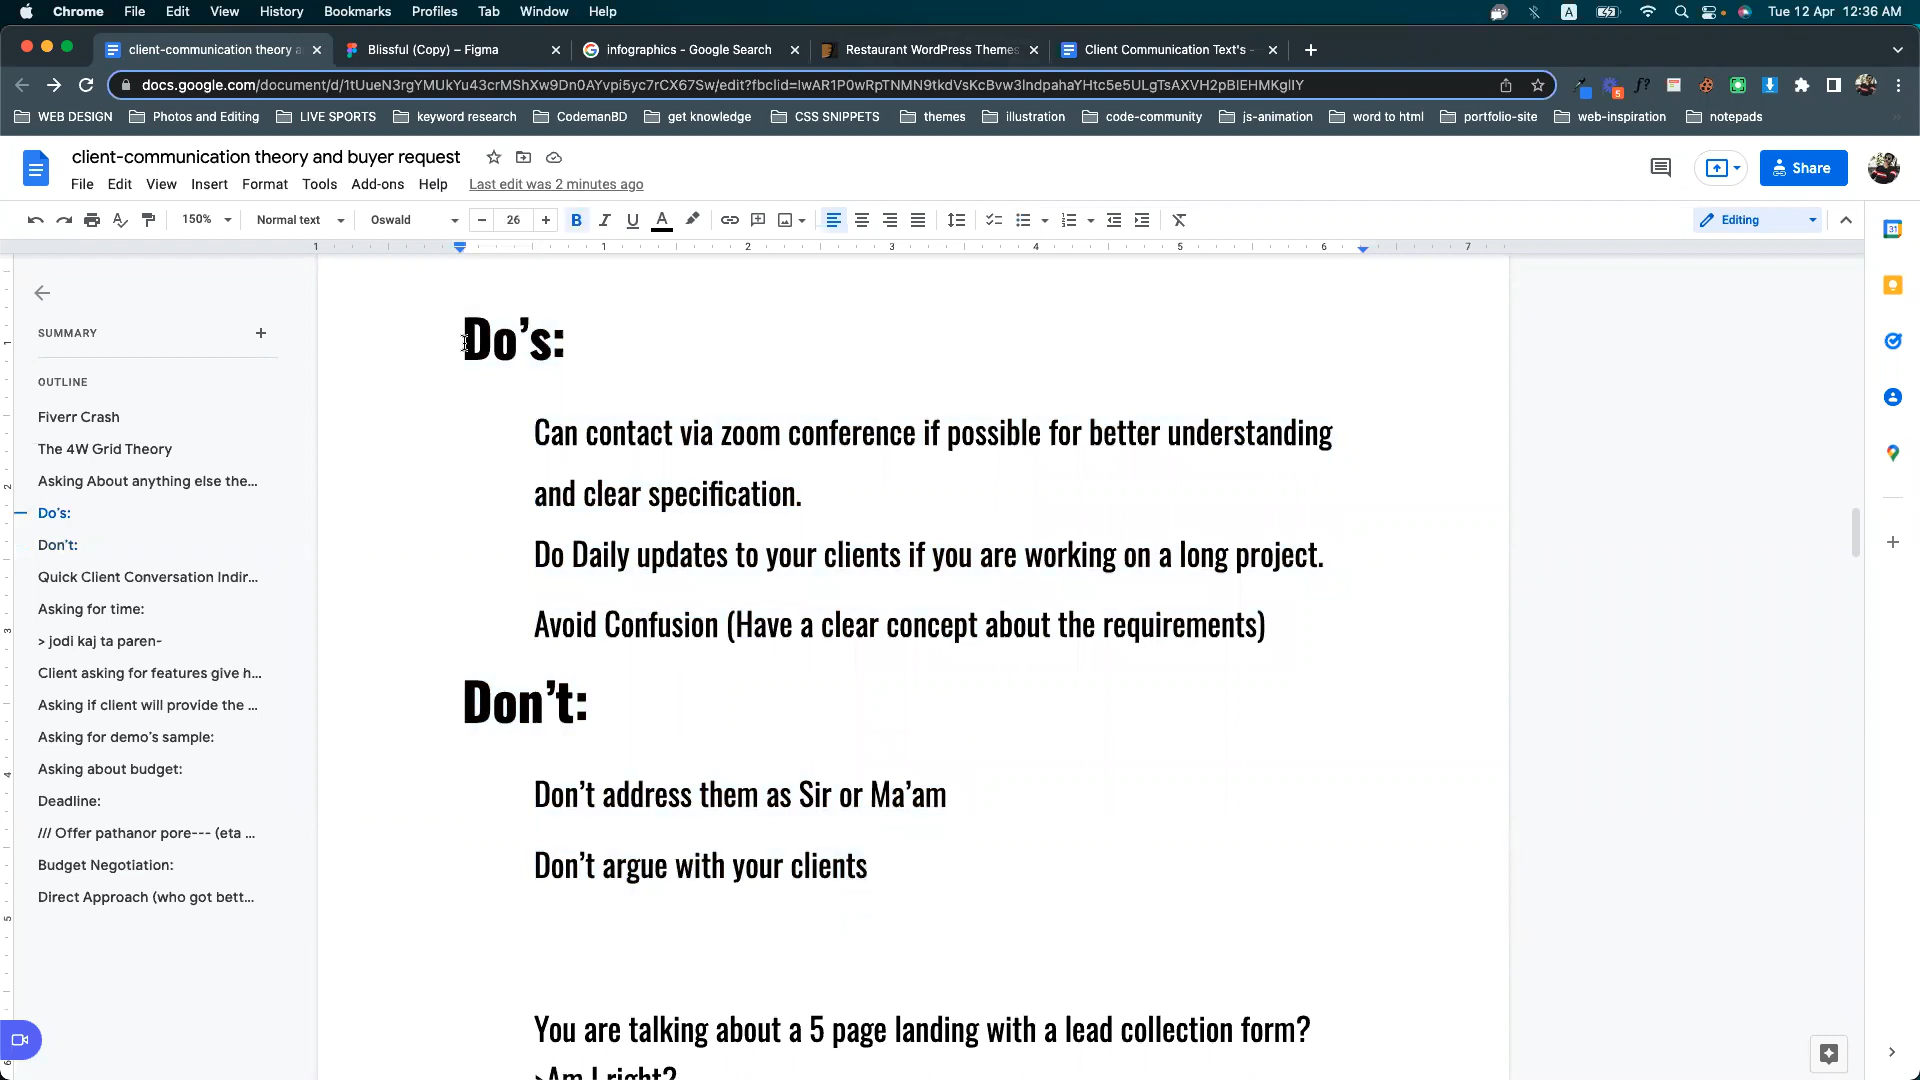 Chrome File Edit View History Bookmarks Profiles Tab Window Help Tue 12 Apr 12:36 AM
client-communication theory a Blissful (Copy) – Figma infographics - Google Search Restaurant WordPress Themes Client Communication Text's -
docs.google.com/document/d/1tUueN3rgYMUkYu43crMShXw9Dn0AYvpi5yc7rCX67Sw/edit?fbclid=IwAR1P0wRpTNMN9tkdVsKcBvw3lndpahaYHtc5e5ULgTsAXVH2pBlEHMKgllY
WEB DESIGN Photos and Editing LIVE SPORTS keyword research CodemanBD get knowledge CSS SNIPPETS themes illustration code-community js-animation word to html portfolio-site web-inspiration notepads
client-communication theory and buyer request
File Edit View Insert Format Tools Add-ons Help Last edit was 2 minutes ago
Share
150% Normal text Oswald 26 B I U A Editing
1 1 2 3 4 5 6 7
SUMMARY
OUTLINE
Fiverr Crash
The 4W Grid Theory
Asking About anything else the...
Do's:
Don't:
Quick Client Conversation Indir...
Asking for time:
> jodi kaj ta paren-
Client asking for features give h...
Asking if client will provide the ...
Asking for demo's sample:
Asking about budget:
Deadline:
/// Offer pathanor pore--- (eta ...
Budget Negotiation:
Direct Approach (who got bett...
Do’s:
Can contact via zoom conference if possible for better understanding
and clear specification.
Do Daily updates to your clients if you are working on a long project.
Avoid Confusion (Have a clear concept about the requirements)
Don’t:
Don’t address them as Sir or Ma’am
Don’t argue with your clients
You are talking about a 5 page landing with a lead collection form?
>Am I right?